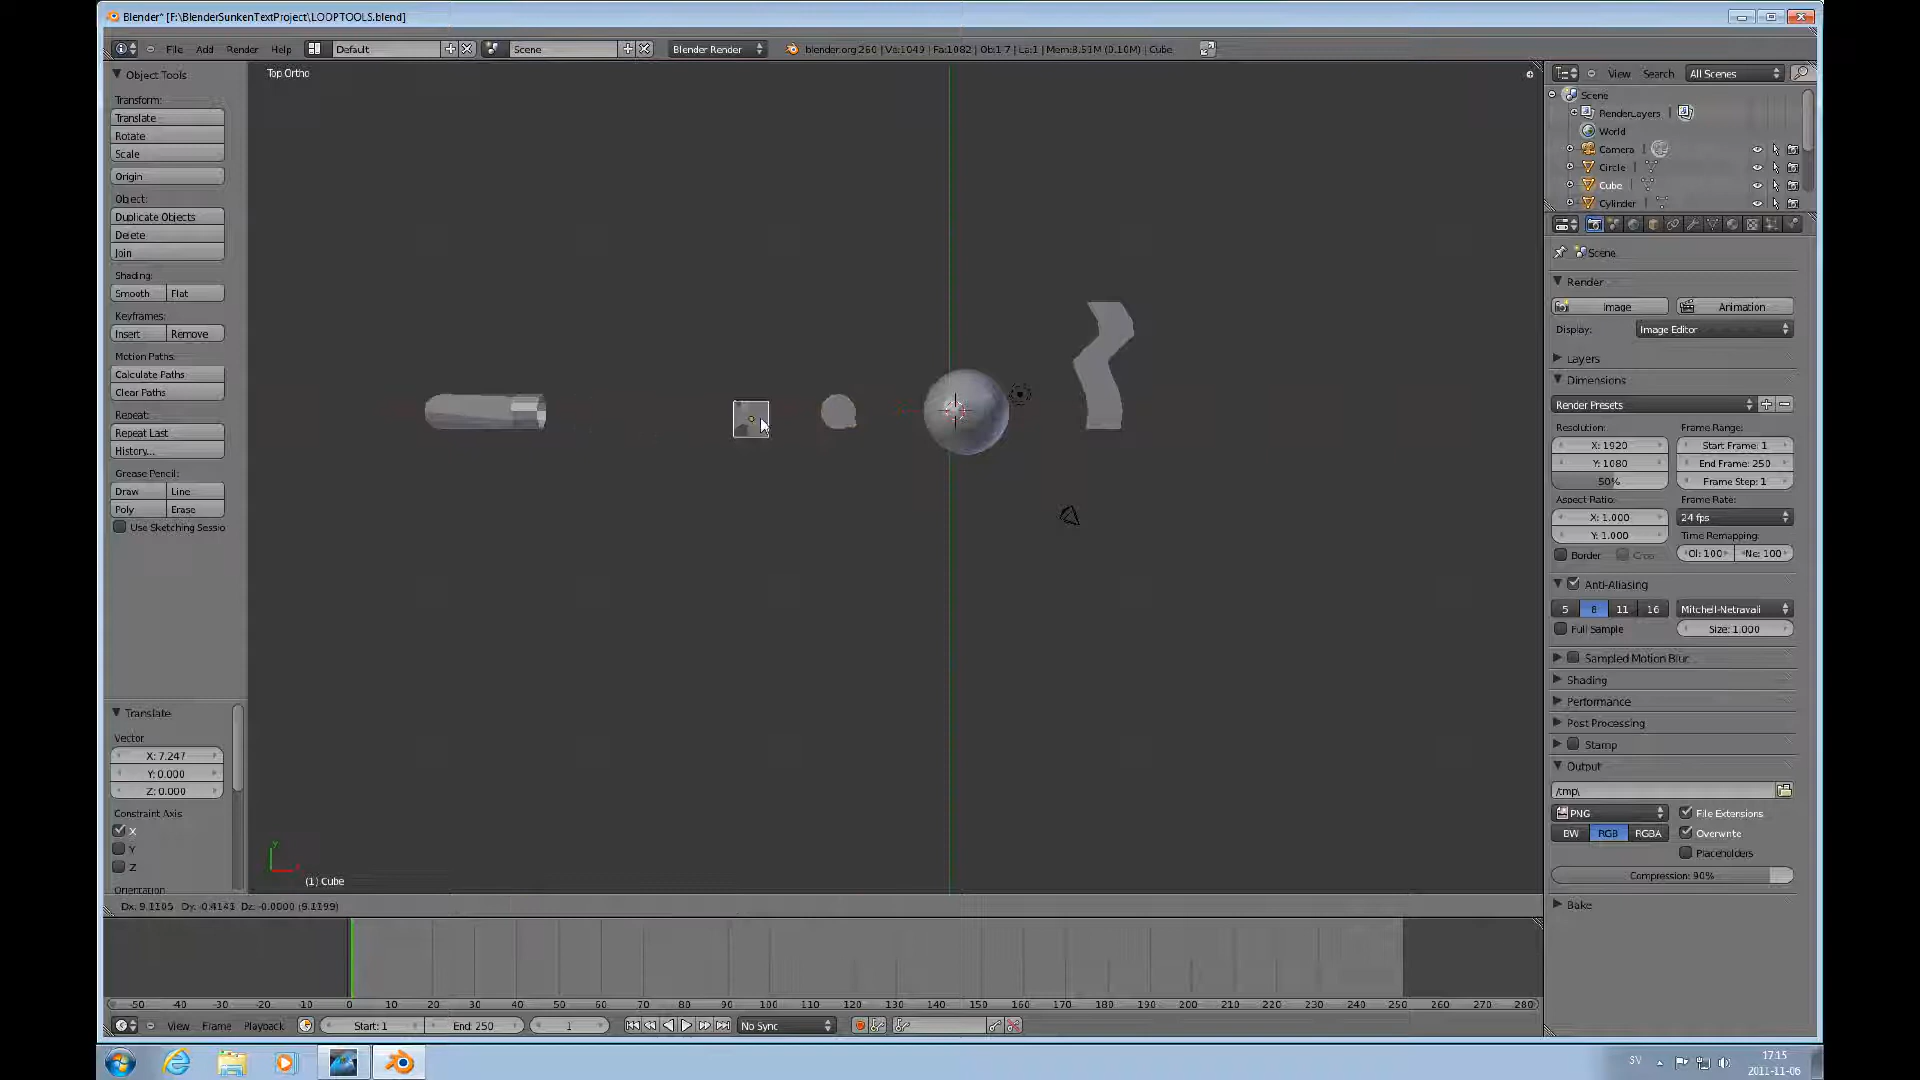 Blender* [F:\BlenderSunkenTextProject\LOOPTOOLS.blend]
File Add Render Help Default Scene Blender Render blender.org 260 | Ve:1049 | Fa:1082 | Ob:1-7 | La:1 | Mem:8.51M (0.10M) | Cube
Object Tools
Top Ortho
View Search All Scenes
Transform:
Translate
Rotate
Scale
Origin
Object:
Duplicate Objects
Delete
Join
Shading:
Smooth Flat
Keyframes:
Insert Remove
Motion Paths:
Calculate Paths
Clear Paths
Repeat:
Repeat Last
History...
Grease Pencil:
Draw Line
Poly Erase
Use Sketching Sessio
Translate
Vector
X: 7.247
Y: 0.000
Z: 0.000
Constraint Axis
X
Y
Z
Orientation
(1) Cube
Dx: 9.1105 Dy: -0.4141 Dz: -0.0000 (9.1199)
Scene
RenderLayers
World
Camera
Circle
Cube
Cylinder
Scene
Render
Image Animation
Display: Image Editor
Layers
Dimensions
Render Presets
Resolution: Frame Range:
X: 1920 Start Frame: 1
Y: 1080 End Frame: 250
50% Frame Step: 1
Aspect Ratio: Frame Rate:
X: 1.000 24 fps
Y: 1.000 Time Remapping:
Border Crop Ol: 100 Ne: 100
Anti-Aliasing
5 8 11 16 Mitchell-Netravali
Full Sample Size: 1.000
Sampled Motion Blur
Shading
Performance
Post Processing
Stamp
Output
/tmp\
PNG File Extensions
BW RGB RGBA Overwrite
Placeholders
Compression: 90%
Bake
-50 -40 -30 -20 -10 0 10 20 30 40 50 60 70 80 90 100 110 120 130 140 150 160 170 180 190 200 210 220 230 240 250 260 270 280
View Frame Playback Start: 1 End: 250 1 No Sync
SV 17:15
2011-11-06